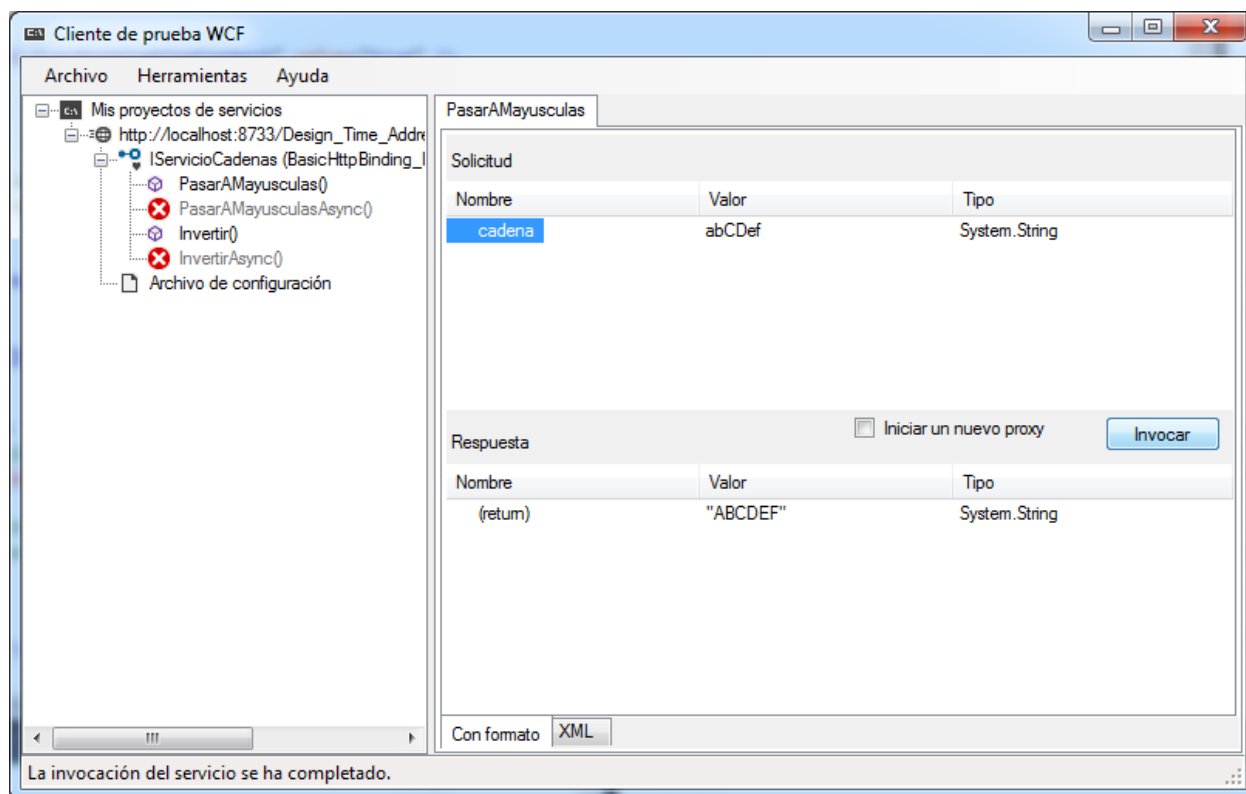 Cliente de prueba WCF
Archivo Herramientas Ayuda
Mis proyectos de servicios
http://localhost:8733/Design_Time_Addre
IServicioCadenas (BasicHttpBinding_I
PasarAMayusculas()
PasarAMayusculasAsync()
Invertir()
InvertirAsync()
Archivo de configuración
PasarAMayusculas
Solicitud
Nombre Valor Tipo
cadena abCDef System.String
Respuesta Iniciar un nuevo proxy Invocar
Nombre Valor Tipo
(return) "ABCDEF" System.String
Con formato XML
La invocación del servicio se ha completado.